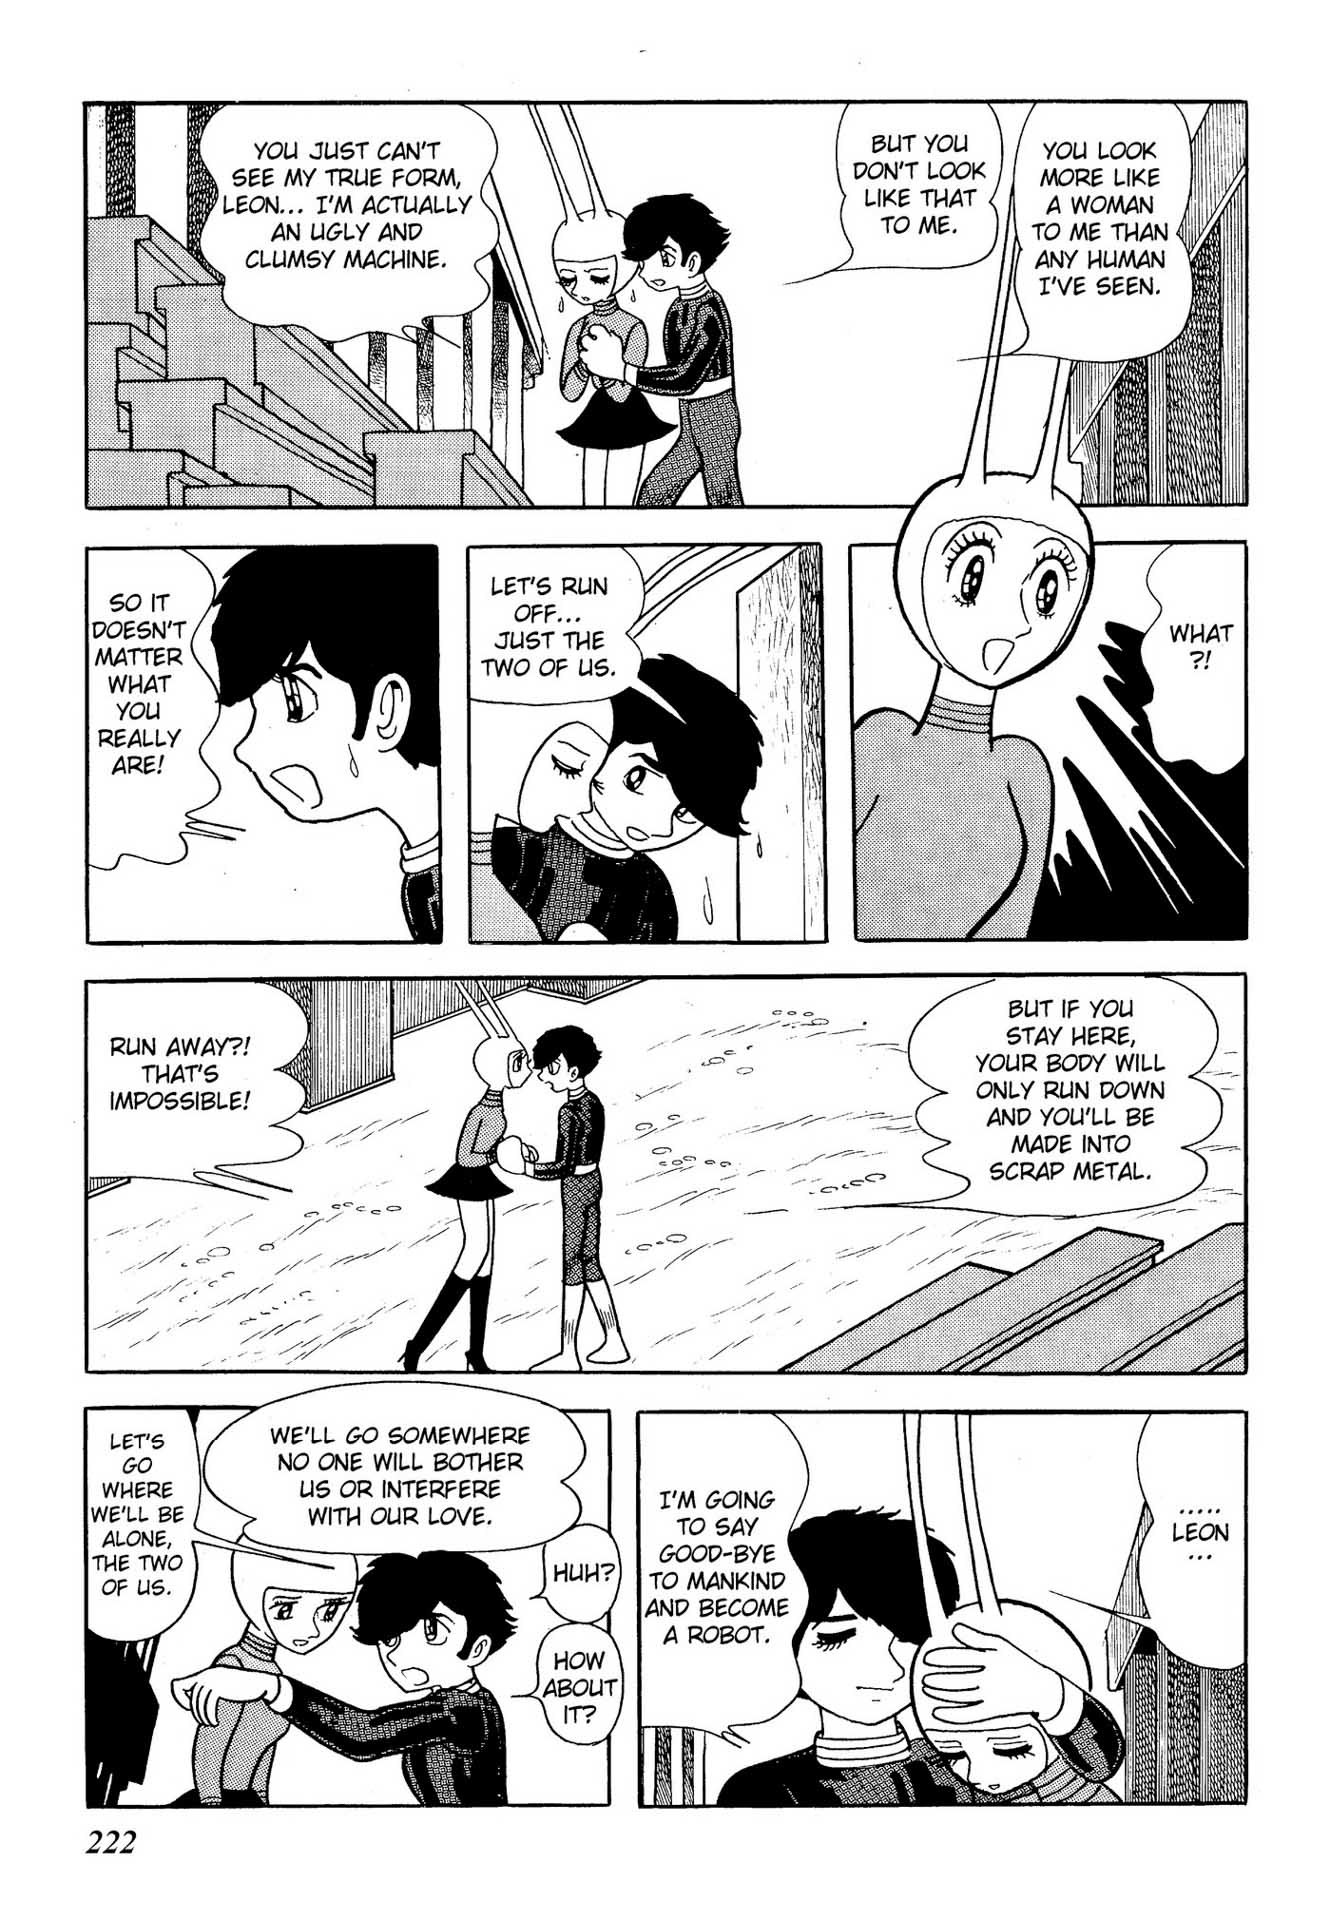 YOU LOOK
MORE LIKE
A WOMAN
TO ME THAN
ANY HUMAN
I'VE SEEN.
BUT YOU
DON'T LOOK
LIKE THAT
TO ME.
YOU JUST CAN'T
SEE MY TRUE FORM,
LEON... I'M ACTUALLY
AN UGLY AND
CLUMSY MACHINE.
WHAT
?!
LET'S RUN
OFF...
JUST THE
TWO OF US.
SO IT
DOESN'T
MATTER
WHAT
YOU
REALLY
ARE!
BUT IF YOU
STAY HERE,
YOUR BODY WILL
ONLY RUN DOWN
AND YOU'LL BE
MADE INTO
SCRAP METAL.
RUN AWAY?!
THAT'S
IMPOSSIBLE!
.....
LEON
...
I'M GOING
TO SAY
GOOD-BYE
TO MANKIND
AND BECOME
A ROBOT.
WE'LL GO SOMEWHERE
NO ONE WILL BOTHER
US OR INTERFERE
WITH OUR LOVE.
HUH?
HOW
ABOUT
IT?
LET'S
GO
WHERE
WE'LL BE
ALONE,
THE TWO
OF US.
222